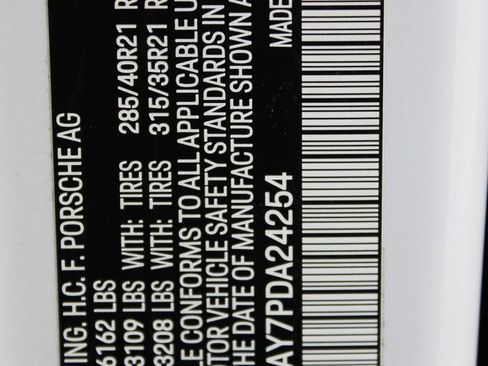 ING. H.C. F. PORSCHE AG
6162 LBS
3109 LBS WITH: TIRES 285/40R21 R
3208 LBS WITH: TIRES 315/35R21 R
LE CONFORMS TO ALL APPLICABLE U
OTOR VEHICLE SAFETY STANDARDS IN
THE DATE OF MANUFACTURE SHOWN A
AY7PDA24254 MADE